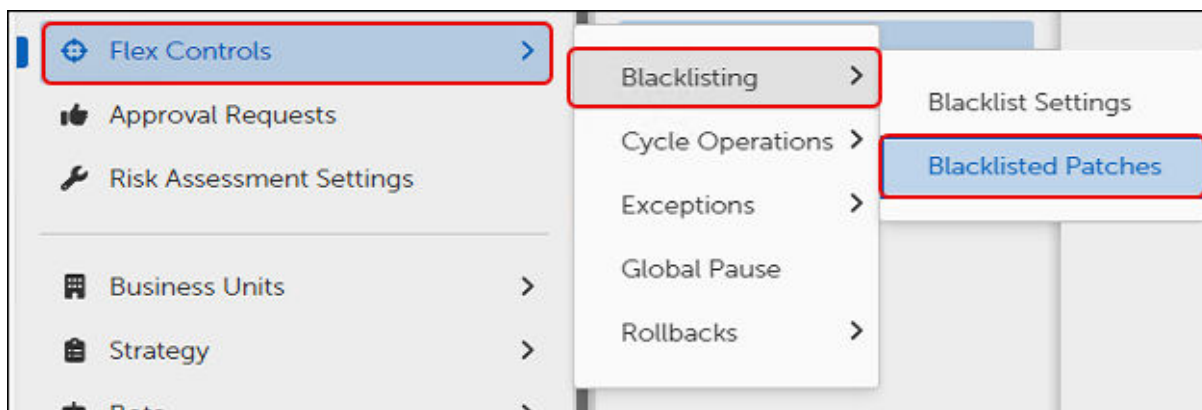 Flex Controls
Approval Requests
Risk Assessment Settings
Business Units
Strategy
Blacklisting
Cycle Operations
Exceptions
Global Pause
Rollbacks
Blacklist Settings
Blacklisted Patches